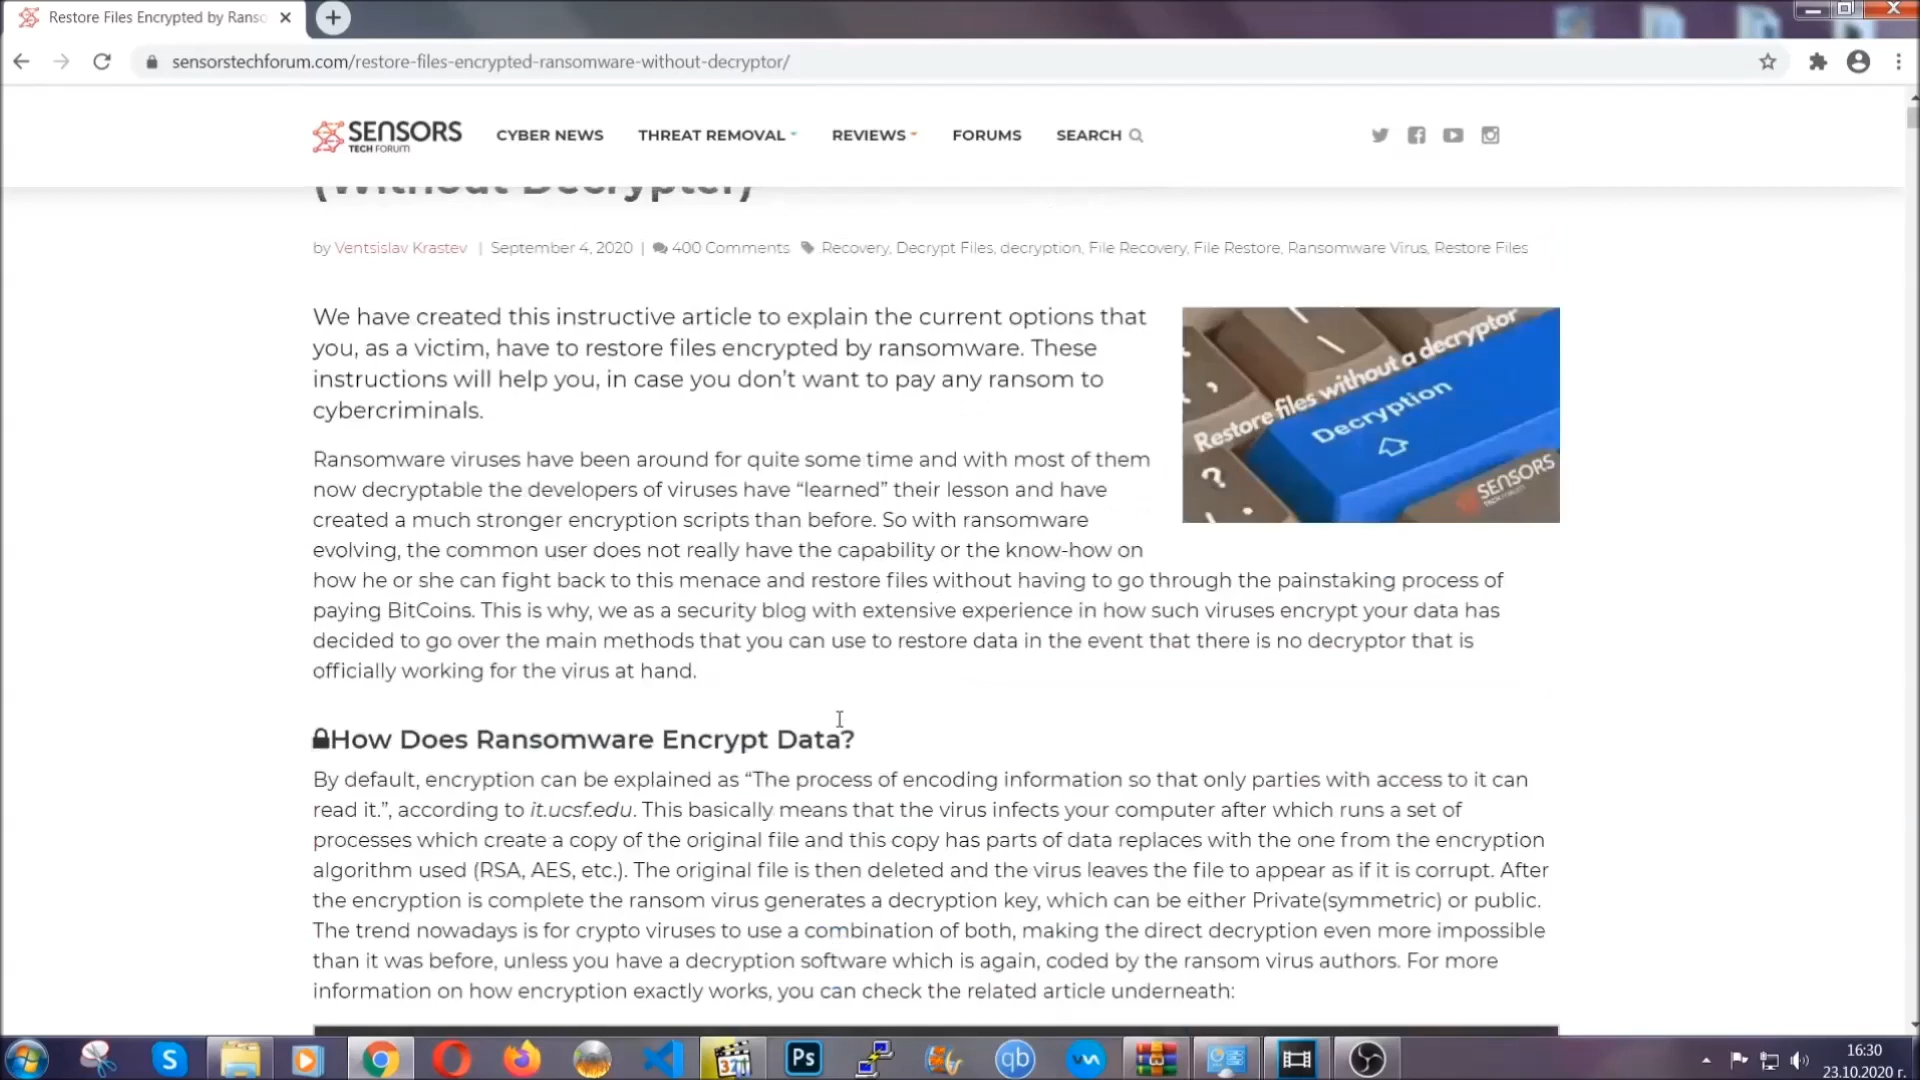 Restore Files Encrypted by Ranso
sensorstechforum.com/restore-files-encrypted-ransomware-without-decryptor/
SENSORS
TECH FORUM
CYBER NEWS
THREAT REMOVAL
REVIEWS
FORUMS
SEARCH
(Without Decrypter)
by Ventsislav Krastev | September 4, 2020 | 400 Comments Recovery, Decrypt Files, decryption, File Recovery, File Restore, Ransomware Virus, Restore Files
We have created this instructive article to explain the current options that
you, as a victim, have to restore files encrypted by ransomware. These
instructions will help you, in case you don’t want to pay any ransom to
cybercriminals.
Restore files without a decryptor
Decryption
SENSORS
Ransomware viruses have been around for quite some time and with most of them
now decryptable the developers of viruses have “learned” their lesson and have
created a much stronger encryption scripts than before. So with ransomware
evolving, the common user does not really have the capability or the know-how on
how he or she can fight back to this menace and restore files without having to go through the painstaking process of
paying BitCoins. This is why, we as a security blog with extensive experience in how such viruses encrypt your data has
decided to go over the main methods that you can use to restore data in the event that there is no decryptor that is
officially working for the virus at hand.
How Does Ransomware Encrypt Data?
By default, encryption can be explained as “The process of encoding information so that only parties with access to it can
read it.”, according to it.ucsf.edu. This basically means that the virus infects your computer after which runs a set of
processes which create a copy of the original file and this copy has parts of data replaces with the one from the encryption
algorithm used (RSA, AES, etc.). The original file is then deleted and the virus leaves the file to appear as if it is corrupt. After
the encryption is complete the ransom virus generates a decryption key, which can be either Private(symmetric) or public.
The trend nowadays is for crypto viruses to use a combination of both, making the direct decryption even more impossible
than it was before, unless you have a decryption software which is again, coded by the ransom virus authors. For more
information on how encryption exactly works, you can check the related article underneath:
321
Ps
qb
16:30
23.10.2020 г.